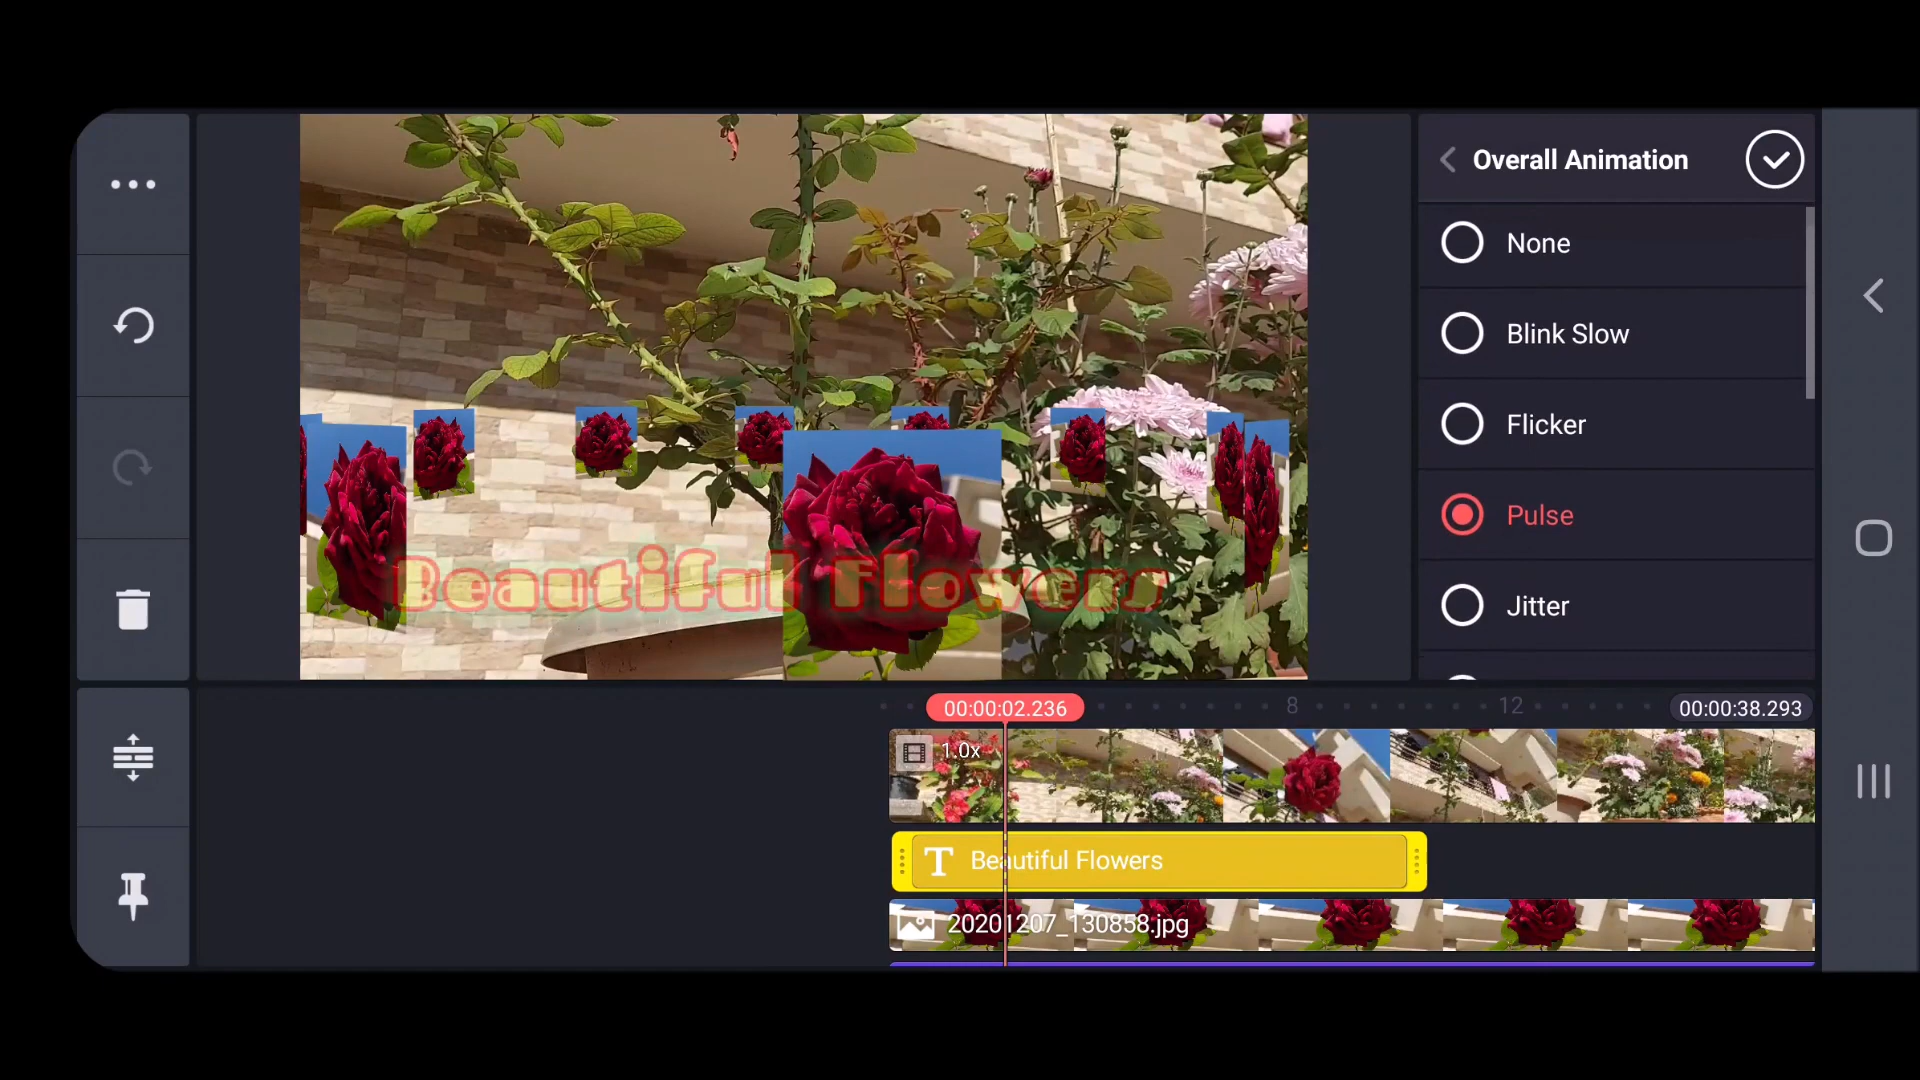 Overall Animation
None
Blink Slow
Flicker
Pulse
Jitter
Beautiful Flowers
00:00:02.236
8
12
00:00:38.293
1.0x
T Beautiful Flowers
20201207_130858.jpg